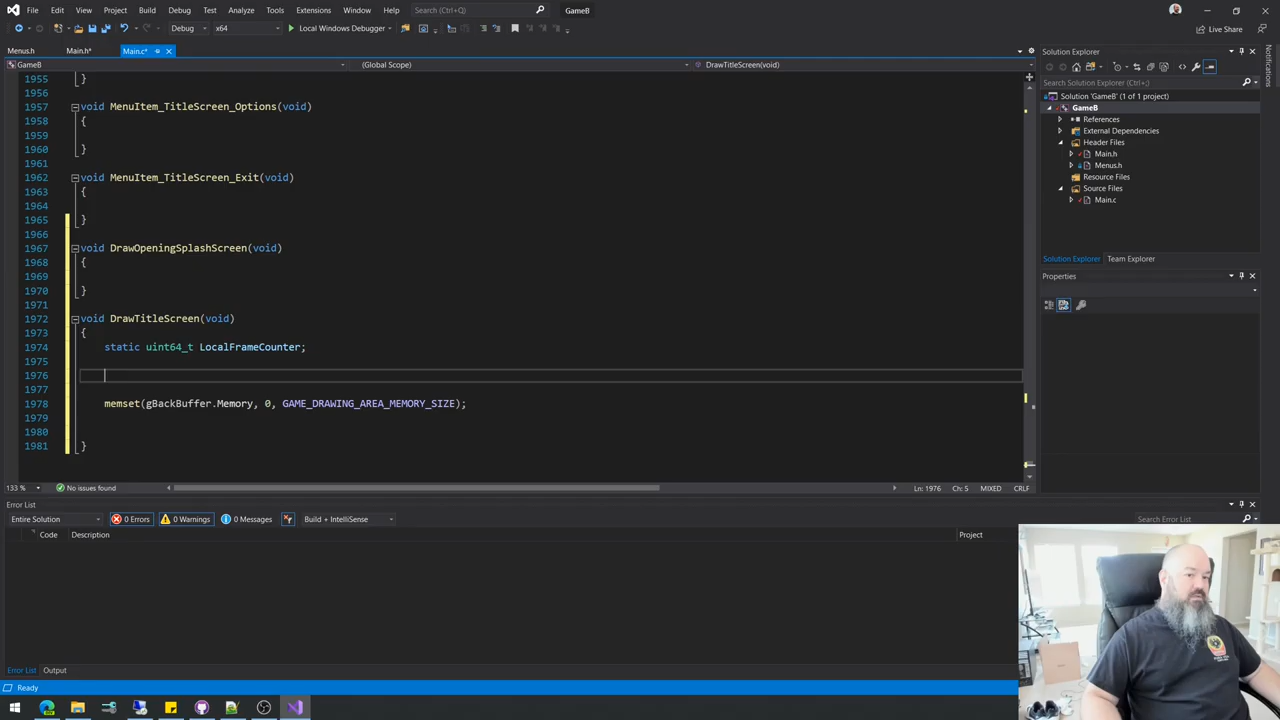 File Edit View Git Project Build Debug Test Analyze Tools Extensions Window Help Search (Ctrl+Q) GameB
Debug x64 Local Windows Debugger Live Share
Menus.h Main.h* Main.c*
GameB (Global Scope) DrawTitleScreen(void)
1955 }
1956
1957 void MenuItem_TitleScreen_Options(void)
1958 {
1959
1960 }
1961
1962 void MenuItem_TitleScreen_Exit(void)
1963 {
1964
1965 }
1966
1967 void DrawOpeningSplashScreen(void)
1968 {
1969
1970 }
1971
1972 void DrawTitleScreen(void)
1973 {
1974 static uint64_t LocalFrameCounter;
1975
1976
1977
1978 memset(gBackBuffer.Memory, 0, GAME_DRAWING_AREA_MEMORY_SIZE);
1979
1980
1981 }
133 % No issues found Ln: 1976 Ch: 5 MIXED CRLF
Error List
Entire Solution 0 Errors 0 Warnings 0 Messages Build + IntelliSense Search Error List
Code Description Project
Error List Output
Ready
Solution Explorer
Search Solution Explorer (Ctrl+;)
Solution 'GameB' (1 of 1 project)
GameB
References
External Dependencies
Header Files
Main.h
Menus.h
Resource Files
Source Files
Main.c
Solution Explorer Team Explorer
Properties
Notifications